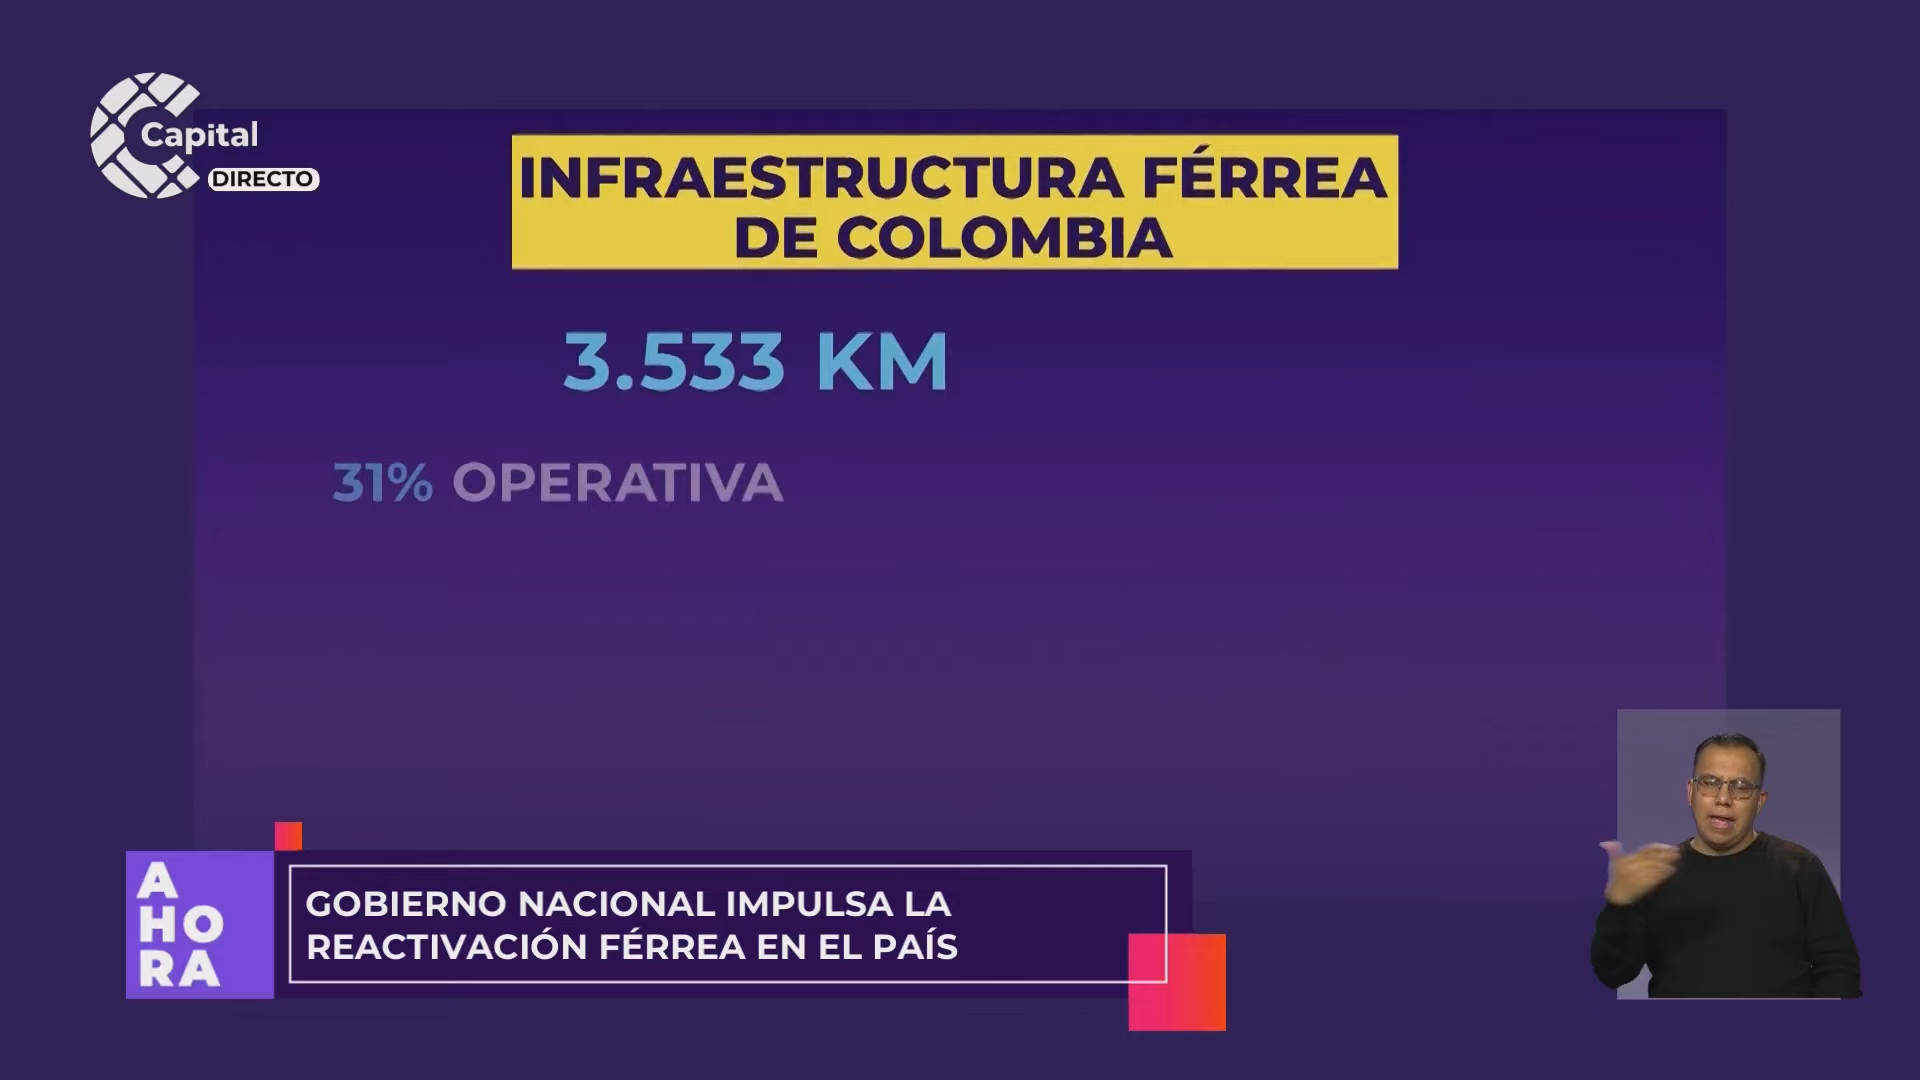 Capital
DIRECTO
INFRAESTRUCTURA FÉRREA
DE COLOMBIA
3.533 KM
31% OPERATIVA
A
HO
RA
GOBIERNO NACIONAL IMPULSA LA
REACTIVACIÓN FÉRREA EN EL PAÍS